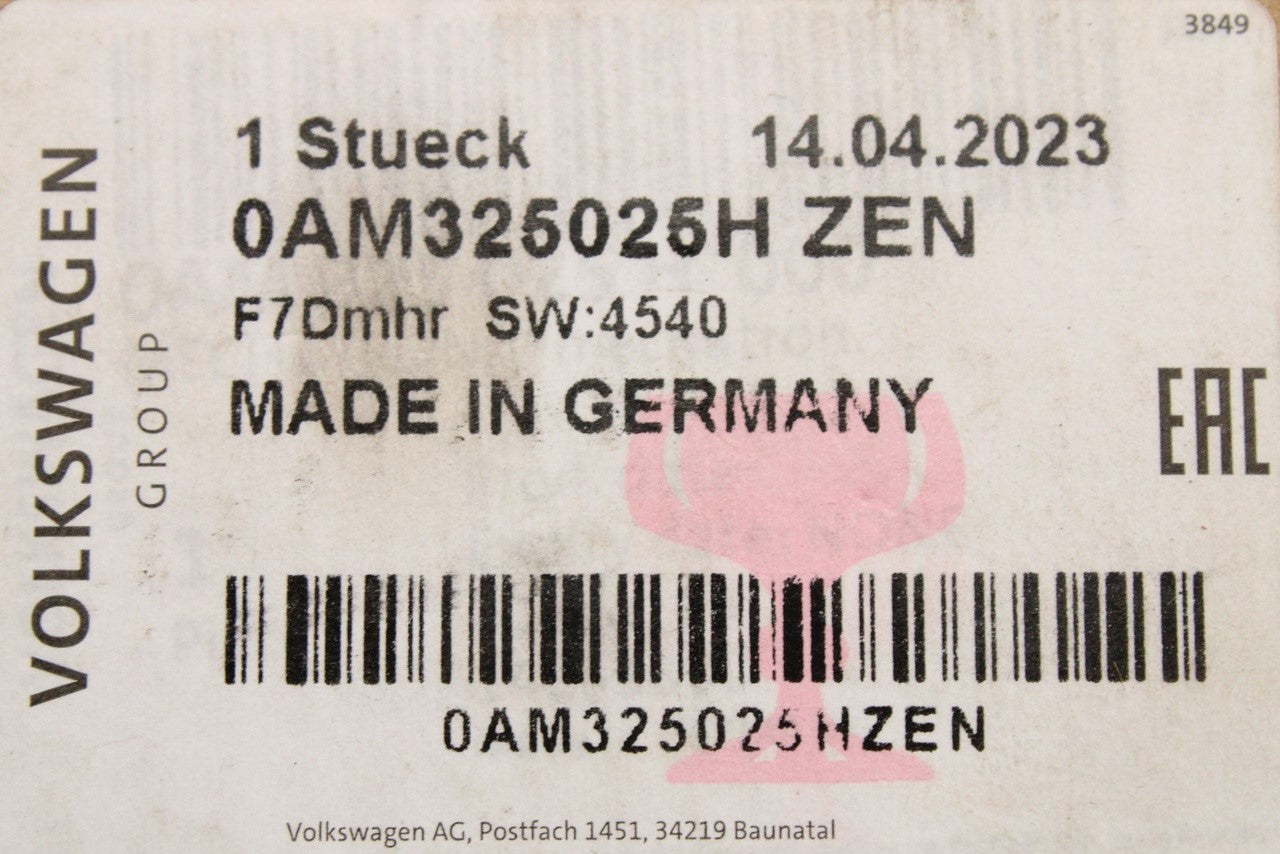 3849
1 Stueck 14.04.2023
0AM325025H ZEN
F7Dmhr SW:4540
MADE IN GERMANY
EAC
VOLKSWAGEN
GROUP
0AM325025HZEN
Volkswagen AG, Postfach 1451, 34219 Baunatal